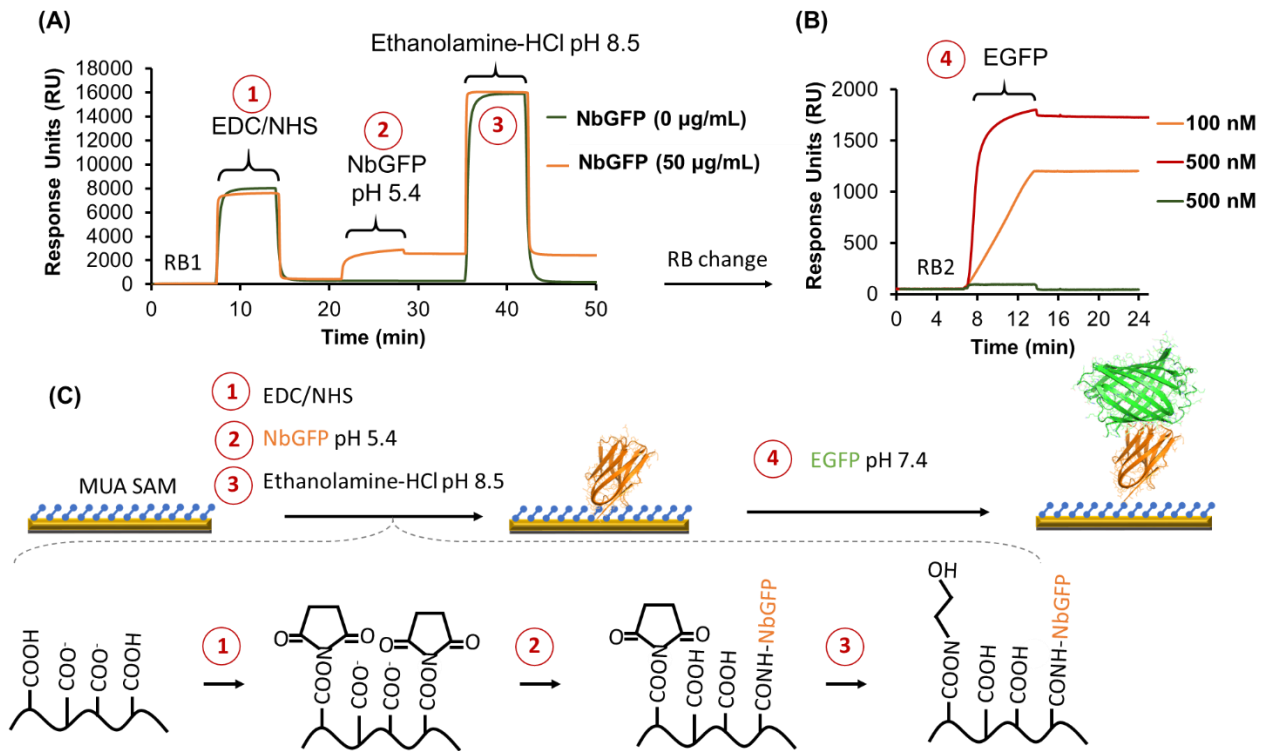 (A)
Ethanolamine-HCl pH 8.5
Response Units (RU)
18000
16000
14000
12000
10000
8000
6000
4000
2000
0
0
10
20
30
40
50
Time (min)
1
EDC/NHS
2
NbGFP
pH 5.4
3
RB1
NbGFP (0 µg/mL)
NbGFP (50 µg/mL)
RB change
(B)
4
EGFP
Response Units (RU)
2000
1500
1000
500
0
0
4
8
12
16
20
24
Time (min)
RB2
100 nM
500 nM
500 nM
(C)
1 EDC/NHS
2 NbGFP pH 5.4
3 Ethanolamine-HCl pH 8.5
MUA SAM
4 EGFP pH 7.4
COOH
COO-
COO-
COOH
1
O
O
N
COON
COO-
COO-
O
O
N
COON
2
O
O
N
COON
COOH
COOH
CONH-NbGFP
3
OH
COON
COOH
COOH
CONH-NbGFP